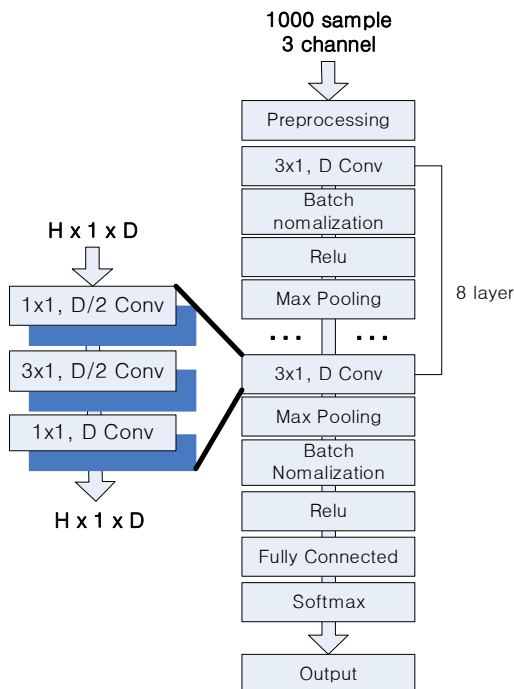 1000 sample
3 channel
Preprocessing
3x1, D Conv
Batch
nomalization
Relu
Max Pooling
... ...
8 layer
3x1, D Conv
Max Pooling
Batch
Nomalization
Relu
Fully Connected
Softmax
Output
H x 1 x D
1x1, D/2 Conv
3x1, D/2 Conv
1x1, D Conv
H x 1 x D